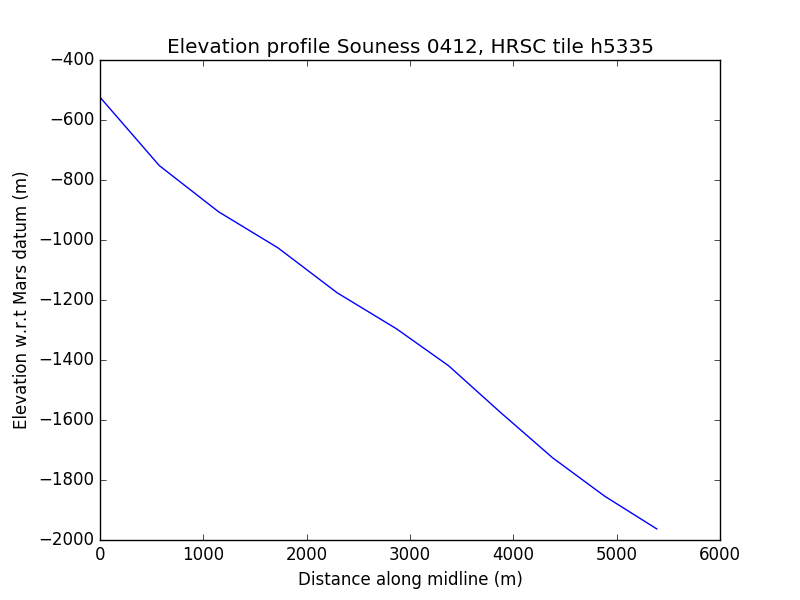 Elevation profile Souness 0412, HRSC tile h5335
−400
−600
−800
−1000
−1200
−1400
−1600
−1800
−2000
Elevation w.r.t Mars datum (m)
0 1000 2000 3000 4000 5000 6000
Distance along midline (m)